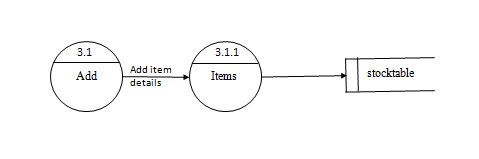 3.1
Add
Add item
details
3.1.1
Items
stocktable